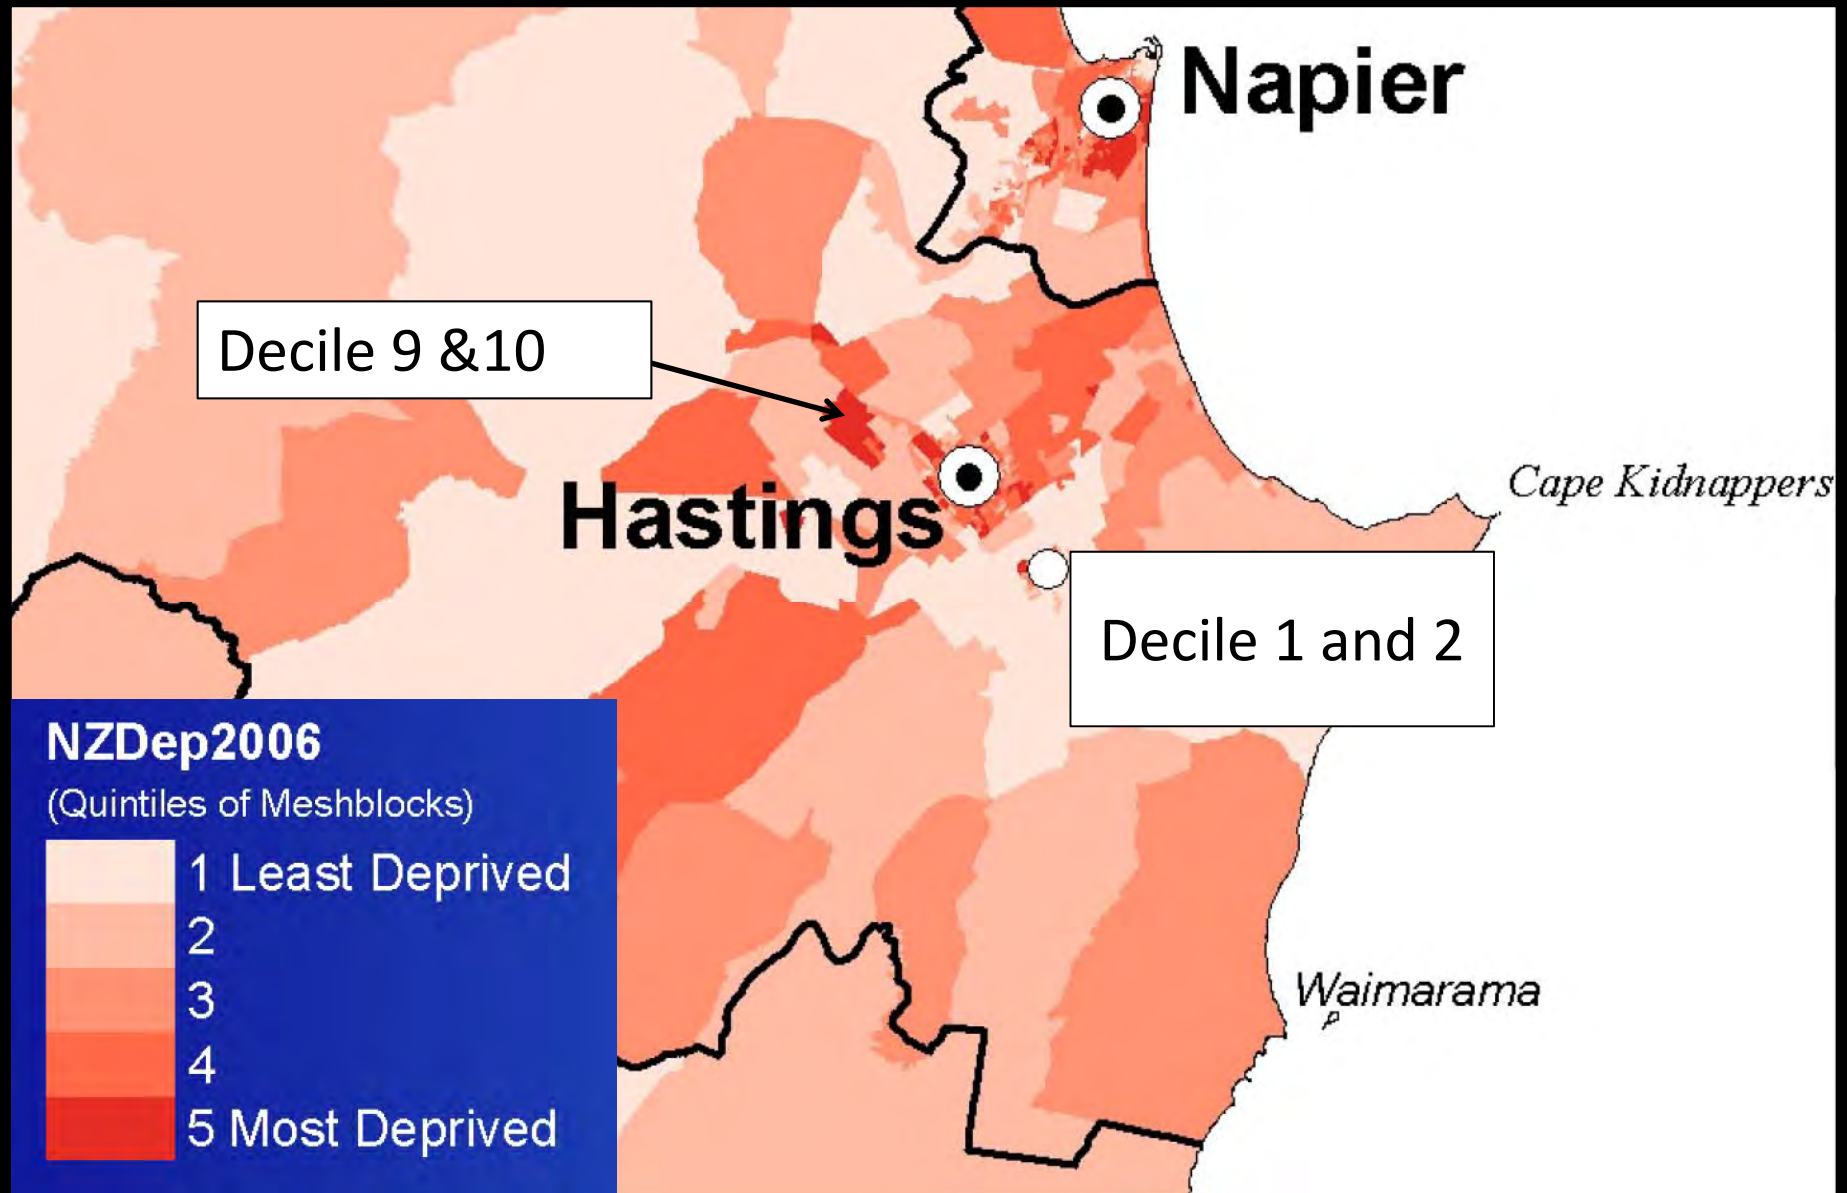 Napier
Decile 9 &10
Hastings
Cape Kidnappers
Decile 1 and 2
NZDep2006
(Quintiles of Meshblocks)
1 Least Deprived
2
3
4
5 Most Deprived
Waimarama